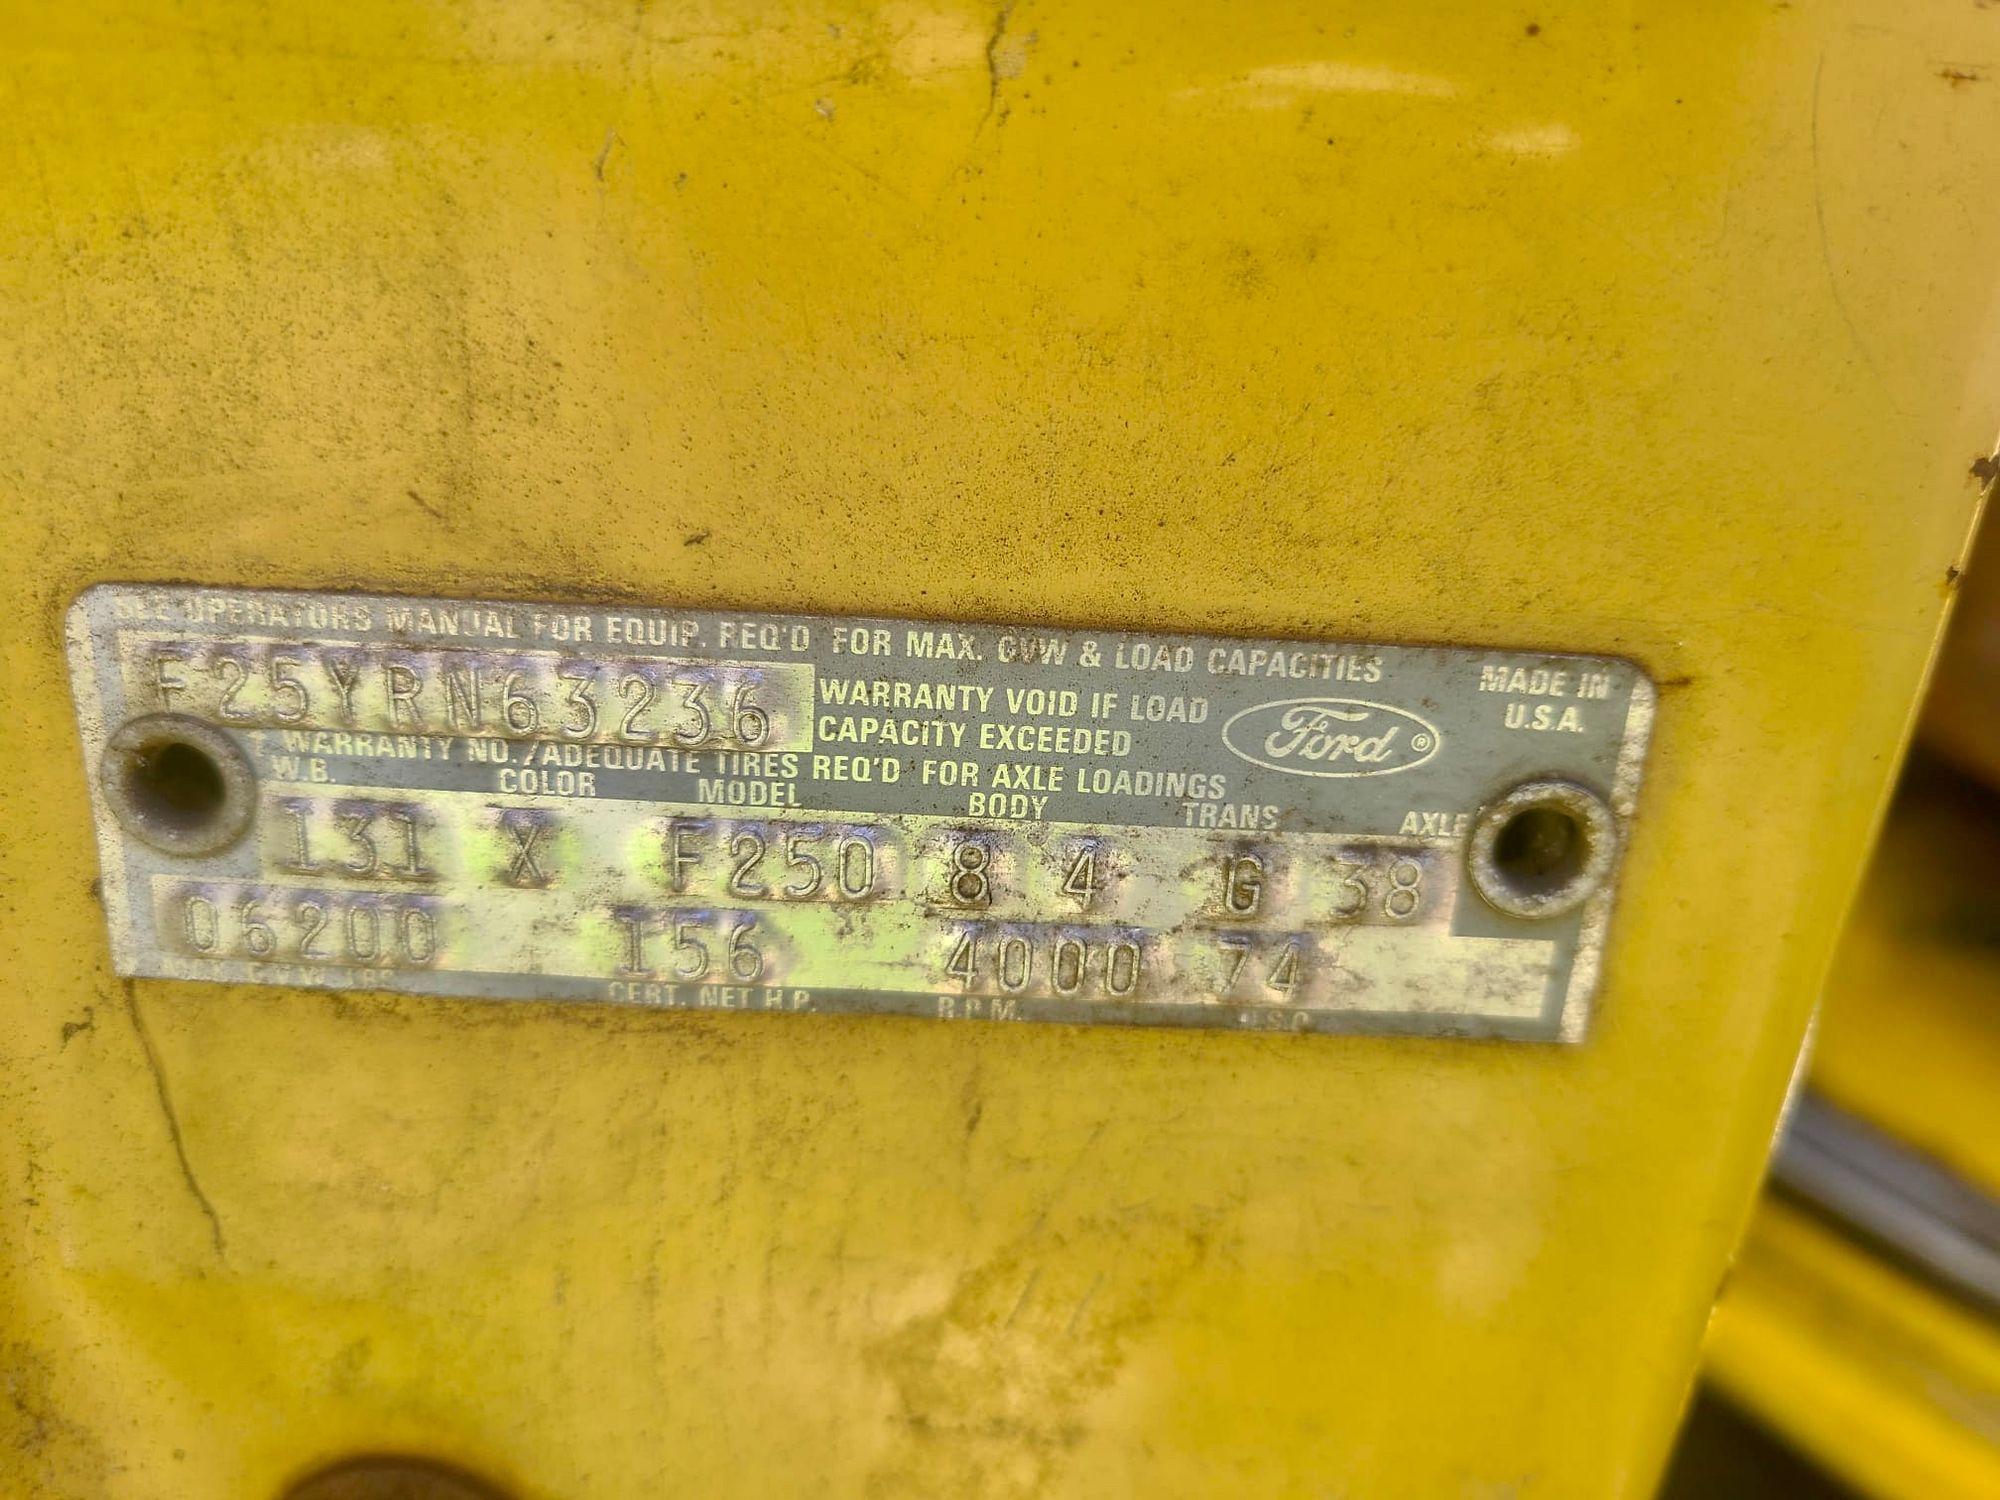 SEE OPERATORS MANUAL FOR EQUIP. REQ'D FOR MAX. GVW & LOAD CAPACITIES
MADE IN
U.S.A.
F25YRN63236
WARRANTY VOID IF LOAD
CAPACITY EXCEEDED
Ford ®
WARRANTY NO./ADEQUATE TIRES REQ'D FOR AXLE LOADINGS
W.B. COLOR MODEL BODY TRANS AXLE
131 X F250 84 G 38
06200 156 4000 74
CERT. NET H.P. R.P.M.